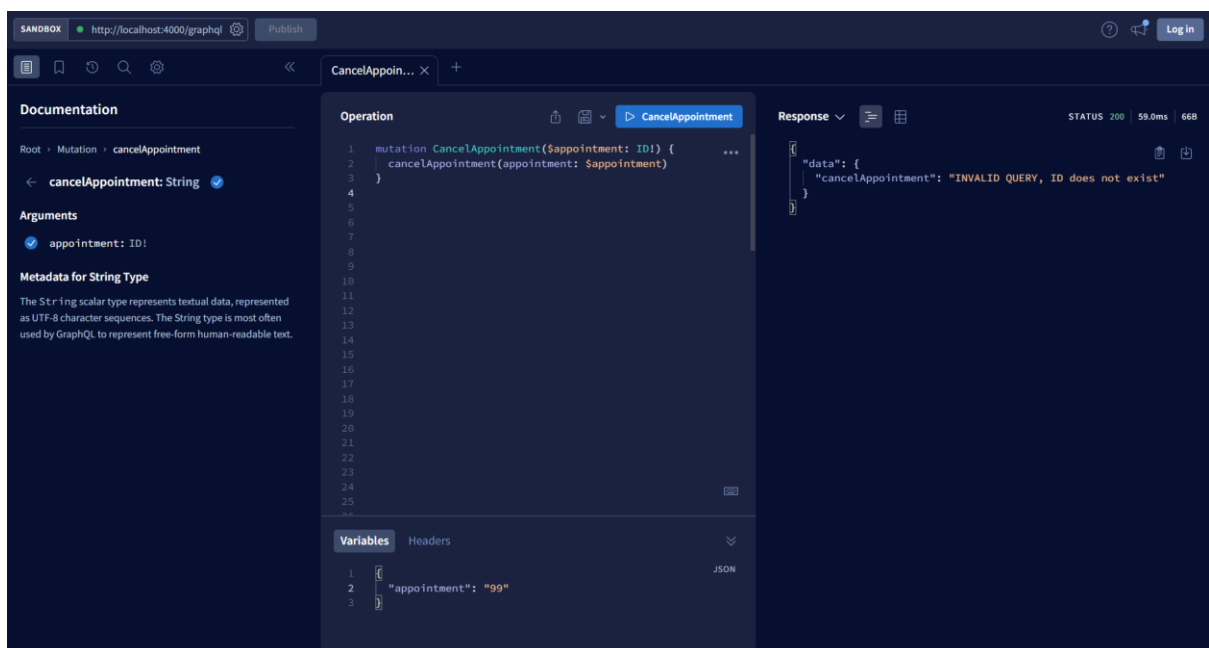 SANDBOX http://localhost:4000/graphql Publish Log in
CancelAppoin...
Documentation
Root › Mutation › cancelAppointment
cancelAppointment: String
Arguments
appointment: ID!
Metadata for String Type
The String scalar type represents textual data, represented
as UTF-8 character sequences. The String type is most often
used by GraphQL to represent free-form human-readable text.
Operation
CancelAppointment
1 mutation CancelAppointment($appointment: ID!) {
2 cancelAppointment(appointment: $appointment)
3 }
4
5
6
7
8
9
10
11
12
13
14
15
16
17
18
19
20
21
22
23
24
25
Variables Headers
JSON
1 {
2 "appointment": "99"
3 }
Response STATUS 200 59.0ms 66B
{
"data": {
"cancelAppointment": "INVALID QUERY, ID does not exist"
}
}